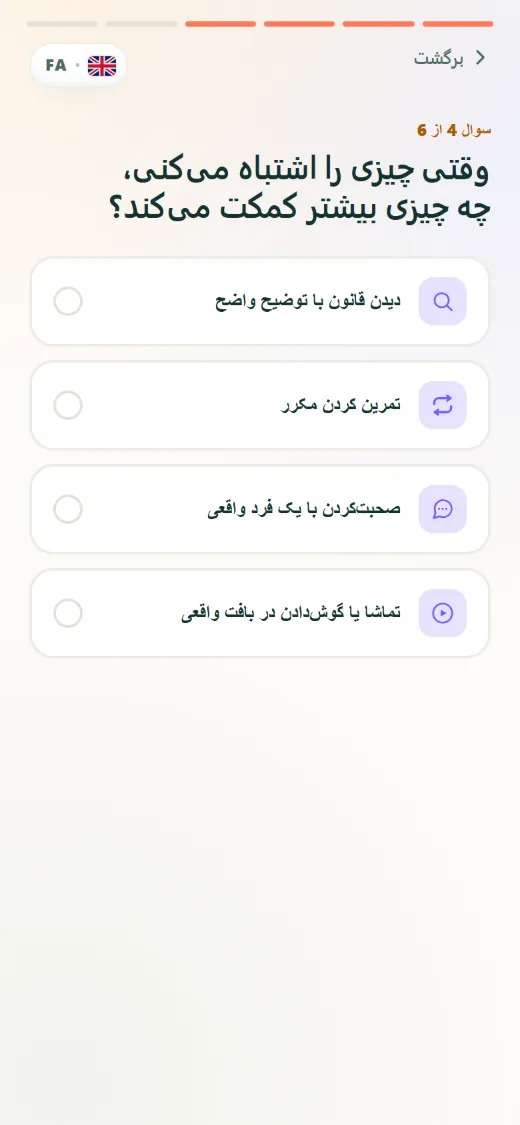 برگشت
FA
سوال 4 از 6
وقتی چیزی را اشتباه می‌کنی،
چه چیزی بیشتر کمکت می‌کند؟
دیدن قانون با توضیح واضح
تمرین کردن مکرر
صحبت‌کردن با یک فرد واقعی
تماشا یا گوش‌دادن در بافت واقعی